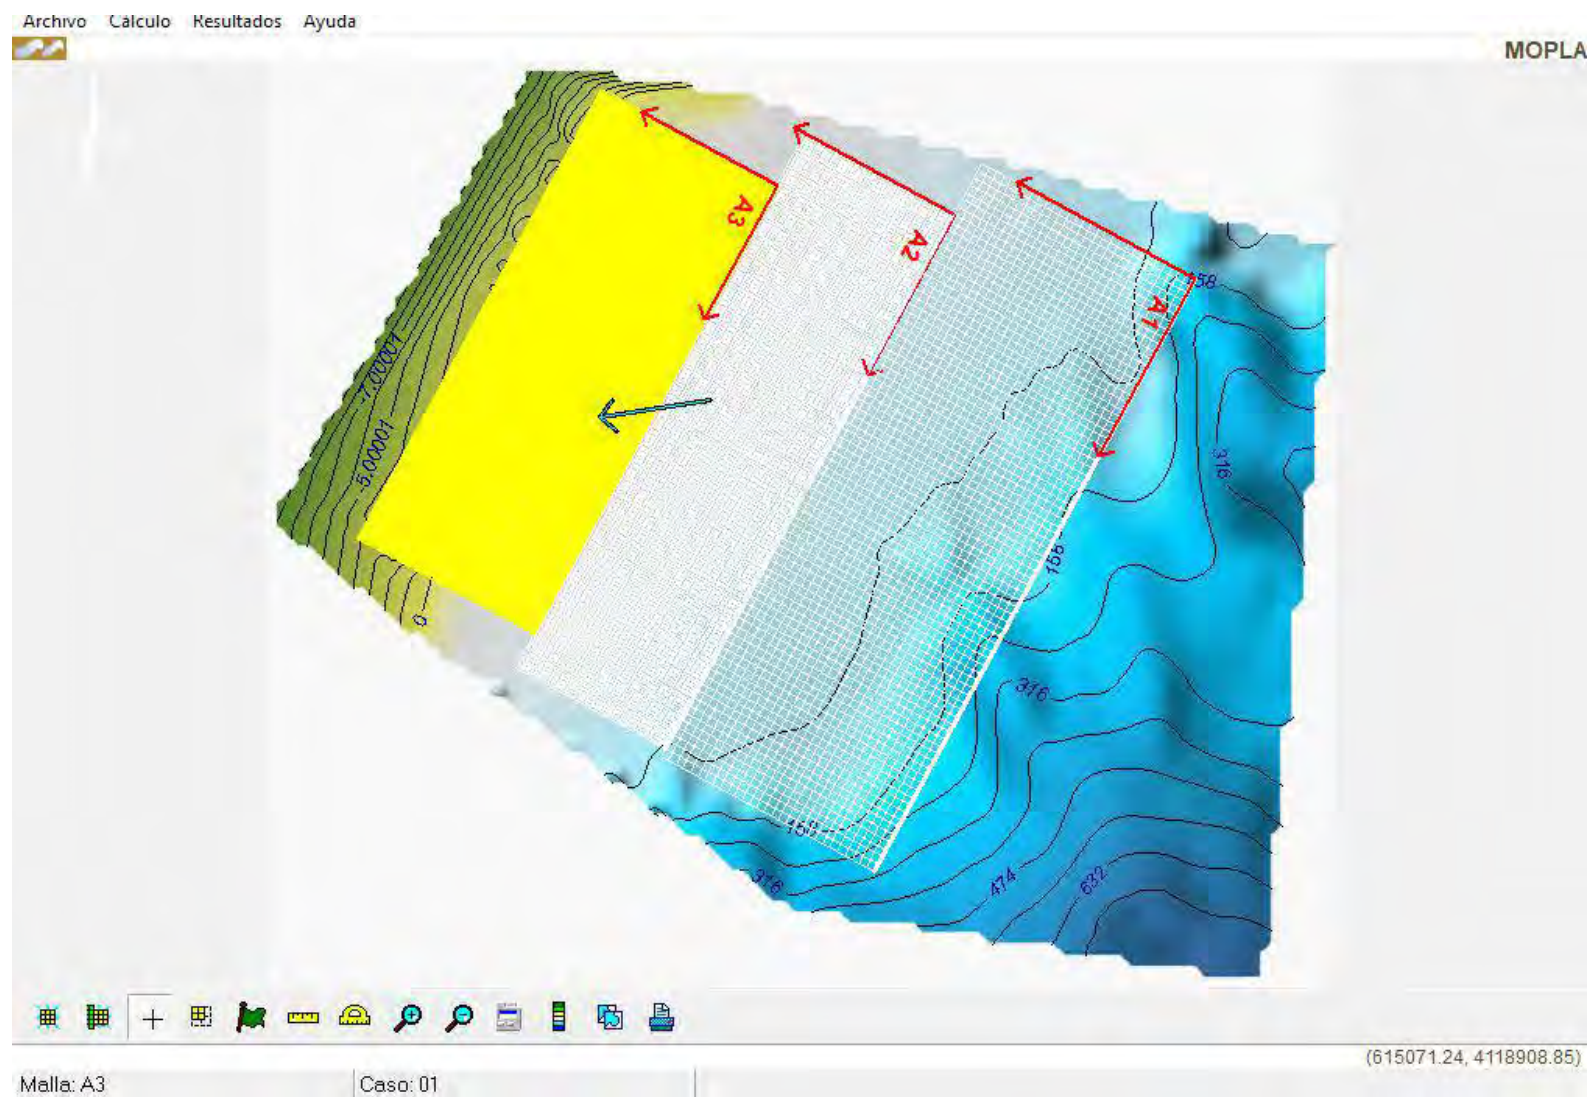 Archivo Cálculo Resultados Ayuda
MOPLA
A3
A2
A1
158
-7.00001
-5.00001
316
158
0
316
158
316
474
632
(615071.24, 4118908.85)
Malla: A3 Caso: 01